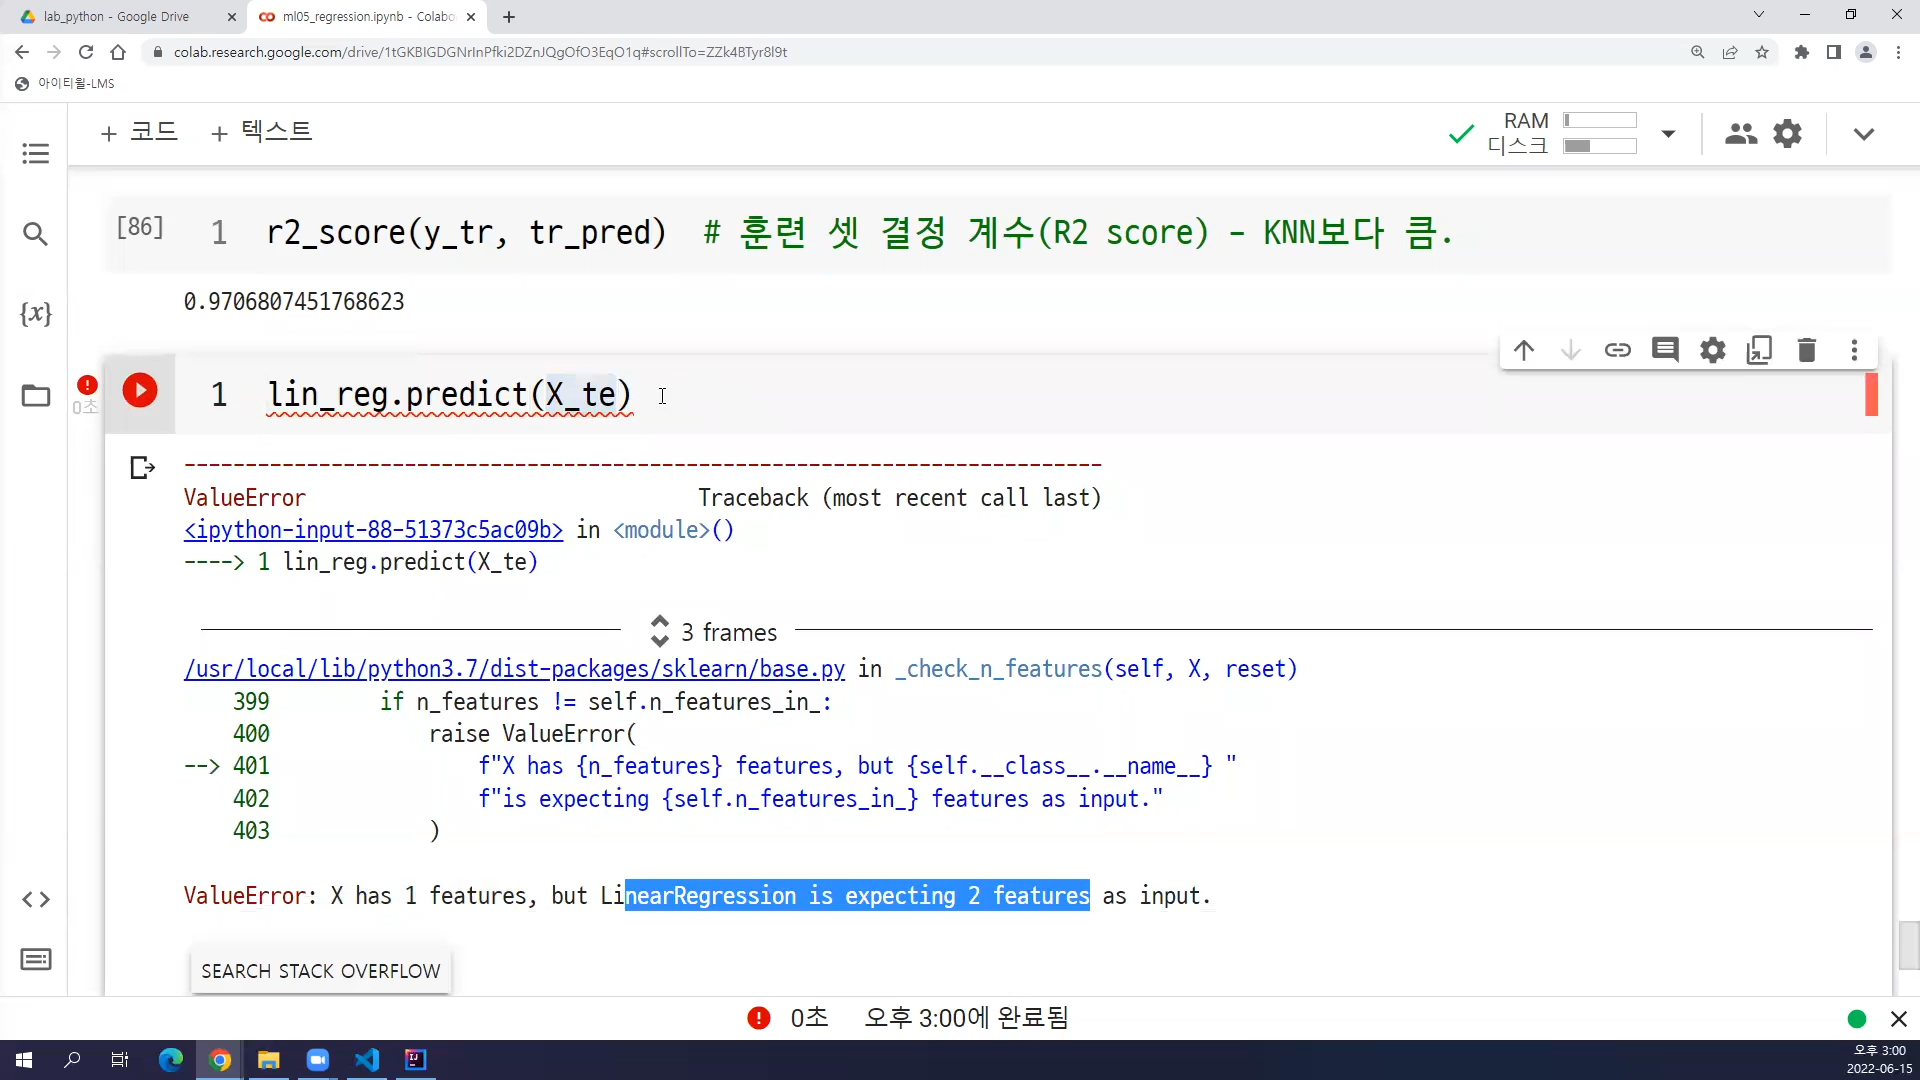 lab_python - Google Drive
ml05_regression.ipynb - Colabo
colab.research.google.com/drive/1tGKBIGDGNrInPfki2DZnJQgOfO3EqO1q#scrollTo=ZZk4BTyr8l9t
아이티윌-LMS
+ 코드 + 텍스트
RAM
디스크
[86] 1 r2_score(y_tr, tr_pred) # 훈련 셋 결정 계수(R2 score) - KNN보다 큼.
0.9706807451768623
{x}
0초
1 lin_reg.predict(X_te)
---------------------------------------------------------------------------
ValueError Traceback (most recent call last)
<ipython-input-88-51373c5ac09b> in <module>()
----> 1 lin_reg.predict(X_te)
3 frames
/usr/local/lib/python3.7/dist-packages/sklearn/base.py in _check_n_features(self, X, reset)
399 if n_features != self.n_features_in_:
400 raise ValueError(
--> 401 f"X has {n_features} features, but {self.__class__.__name__} "
402 f"is expecting {self.n_features_in_} features as input."
403 )
ValueError: X has 1 features, but LinearRegression is expecting 2 features as input.
SEARCH STACK OVERFLOW
0초 오후 3:00에 완료됨
오후 3:00
2022-06-15